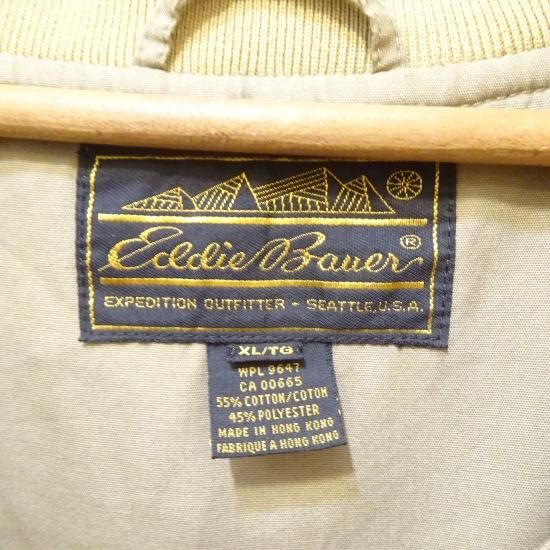 Eddie Bauer ®
EXPEDITION OUTFITTER - SEATTLE, U.S.A.
XL/TG
WPL 9647
CA 00665
55% COTTON/COTON
45% POLYESTER
MADE IN HONG KONG
FABRIQUE A HONG KONG